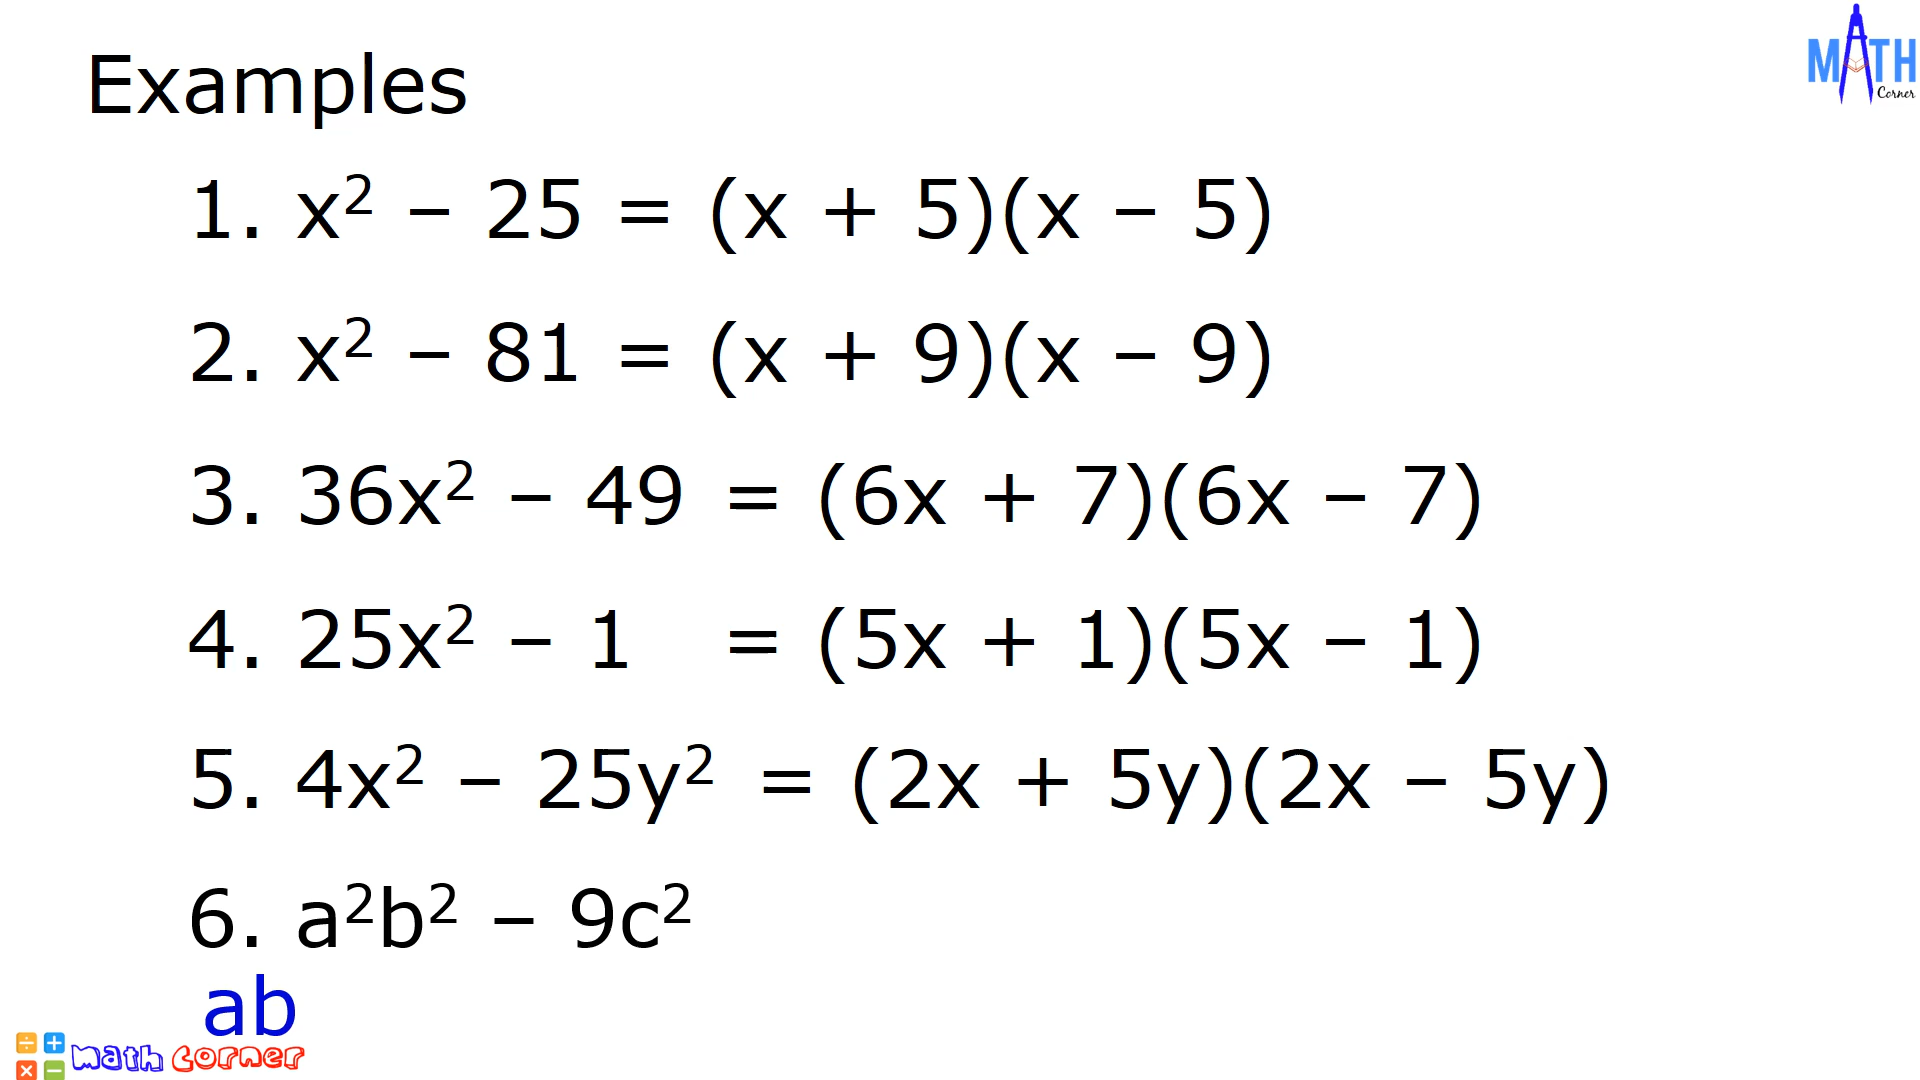 MATH
Corner
Examples
1. x² – 25 = (x + 5)(x – 5)
2. x² – 81 = (x + 9)(x – 9)
3. 36x² – 49 = (6x + 7)(6x – 7)
4. 25x² – 1 = (5x + 1)(5x – 1)
5. 4x² – 25y² = (2x + 5y)(2x – 5y)
6. a²b² – 9c²
ab
÷ + × − math corner